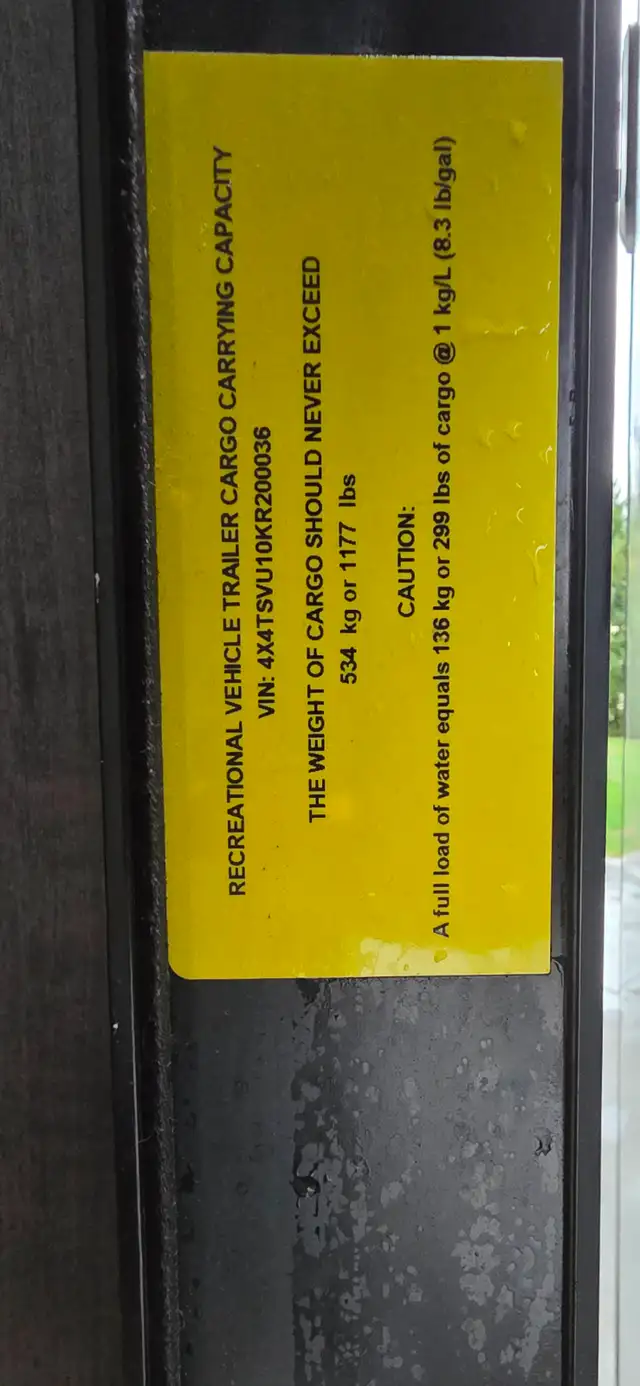 RECREATIONAL VEHICLE TRAILER CARGO CARRYING CAPACITY
VIN: 4X4TSVU10KR200036
THE WEIGHT OF CARGO SHOULD NEVER EXCEED
534 kg or 1177 lbs
CAUTION:
A full load of water equals 136 kg or 299 lbs of cargo @ 1 kg/L (8.3 lb/gal)